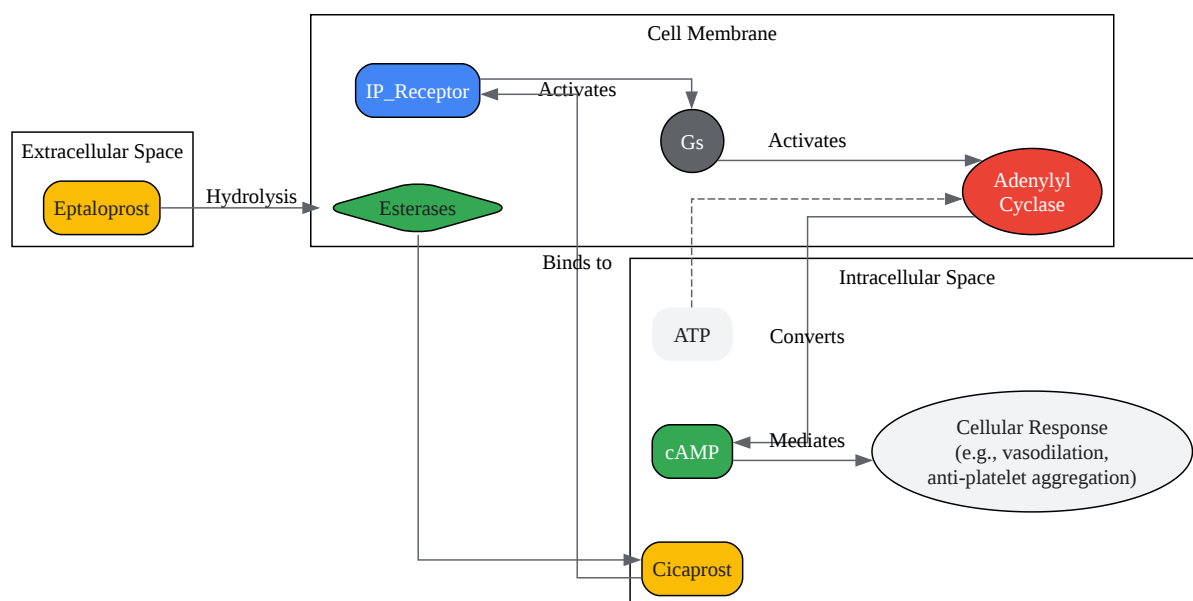 Cell Membrane
IP_Receptor
Activates
Gs
Activates
Extracellular Space
Eptaloprost
Hydrolysis
Esterases
Adenylyl
Cyclase
Binds to
Intracellular Space
ATP
Converts
cAMP
Mediates
Cellular Response
(e.g., vasodilation,
anti-platelet aggregation)
Cicaprost